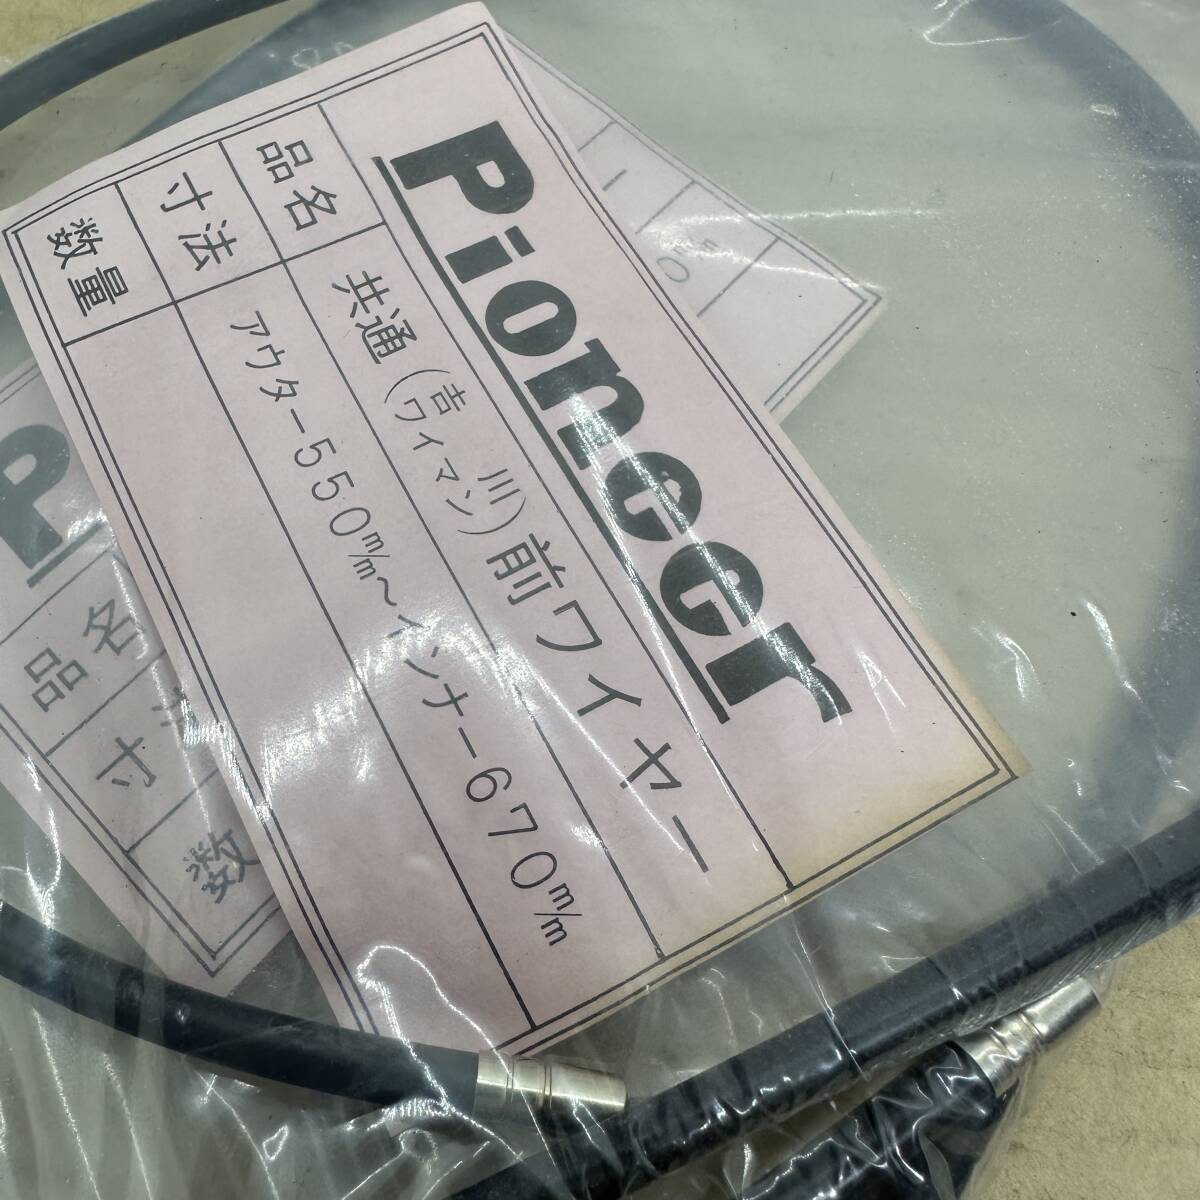 Pioneer
品名 共通(吉川ワイマン)前ワイヤー
寸法 アウター550m/m~インナー670m/m
数量
P
品名
寸
数